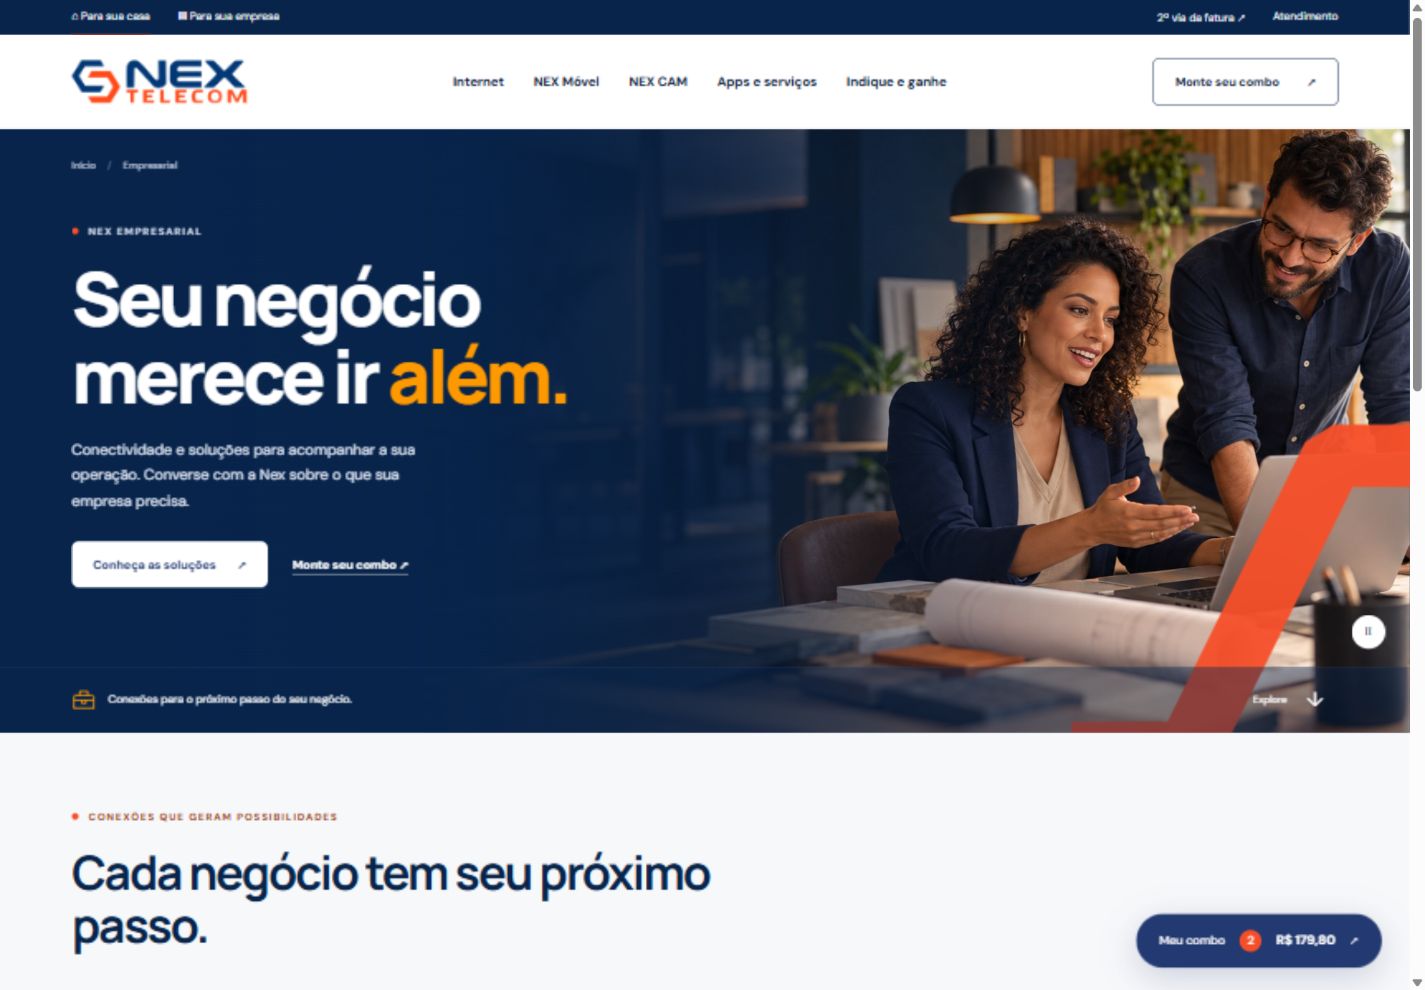 Para sua casa
Para sua empresa
2ª via da fatura ↗
Atendimento
NEX
TELECOM
Internet
NEX Móvel
NEX CAM
Apps e serviços
Indique e ganhe
Monte seu combo ↗
Início / Empresarial
NEX EMPRESARIAL
Seu negócio
merece ir além.
Conectividade e soluções para acompanhar a sua
operação. Converse com a Nex sobre o que sua
empresa precisa.
Conheça as soluções ↗
Monte seu combo ↗
Conexões para o próximo passo do seu negócio.
Explore
CONEXÕES QUE GERAM POSSIBILIDADES
Cada negócio tem seu próximo
passo.
Meu combo 2 R$ 179,80 ↗